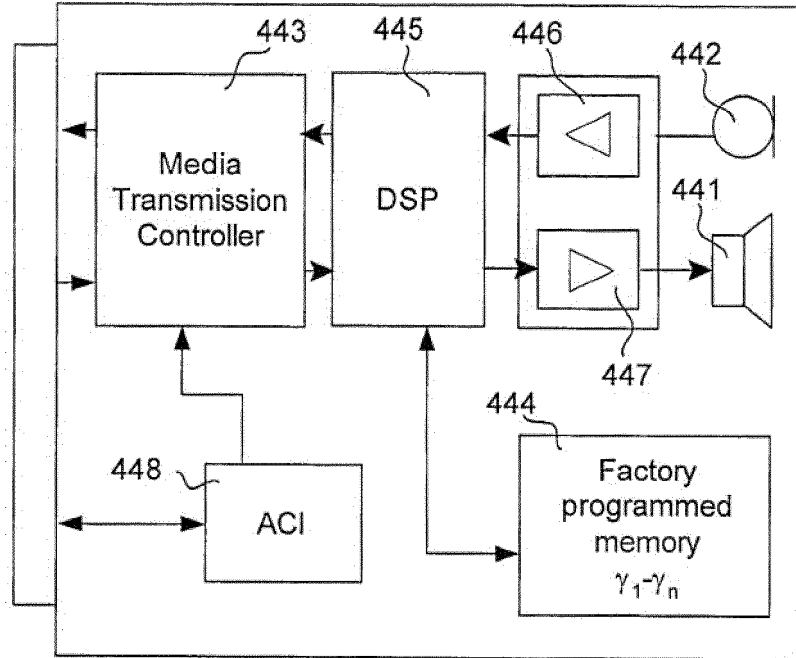 443
445
446
442
Media
Transmission
Controller
DSP
441
447
444
448
ACI
Factory
programmed
memory
γ1-γn